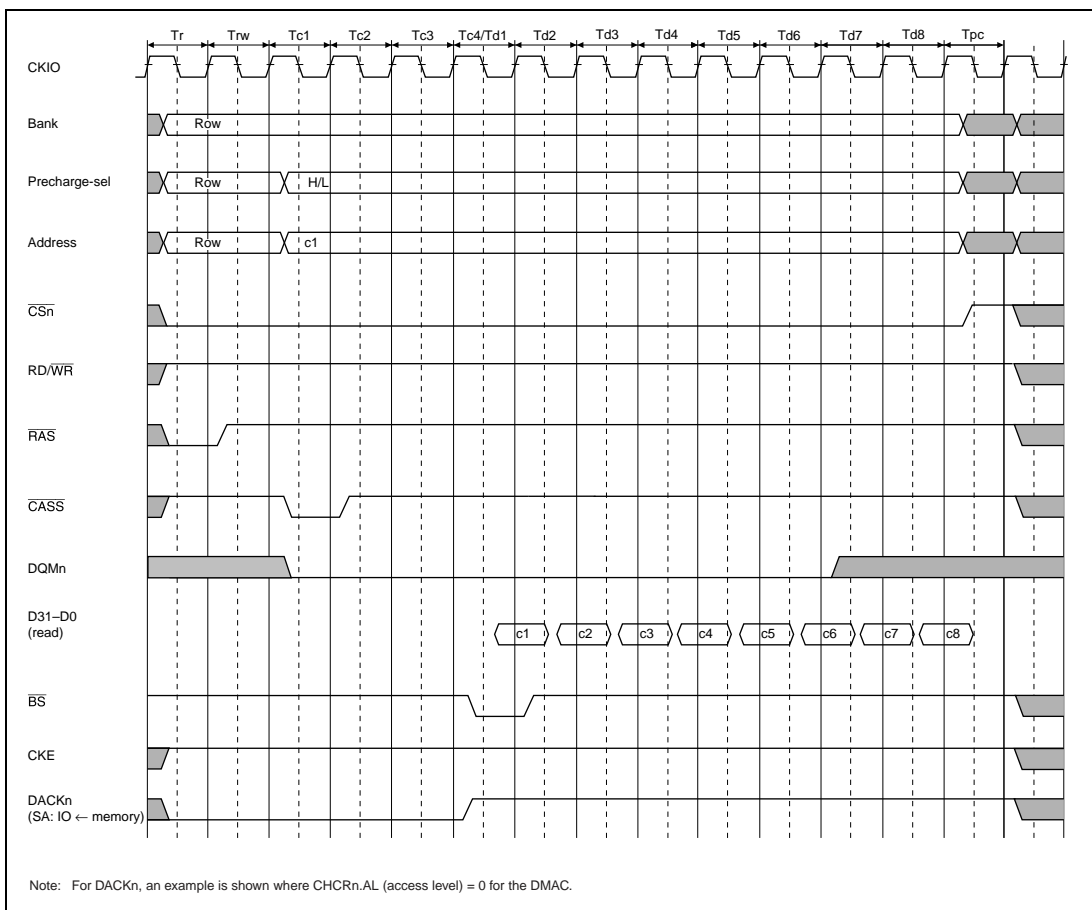 Tr Trw Tc1 Tc2 Tc3 Tc4/Td1 Td2 Td3 Td4 Td5 Td6 Td7 Td8 Tpc
CKIO
Bank Row
Precharge-sel Row H/L
Address Row c1
CSn
RD/WR
RAS
CASS
DQMn
D31–D0
(read) c1 c2 c3 c4 c5 c6 c7 c8
BS
CKE
DACKn
(SA: IO ← memory)
Note: For DACKn, an example is shown where CHCRn.AL (access level) = 0 for the DMAC.